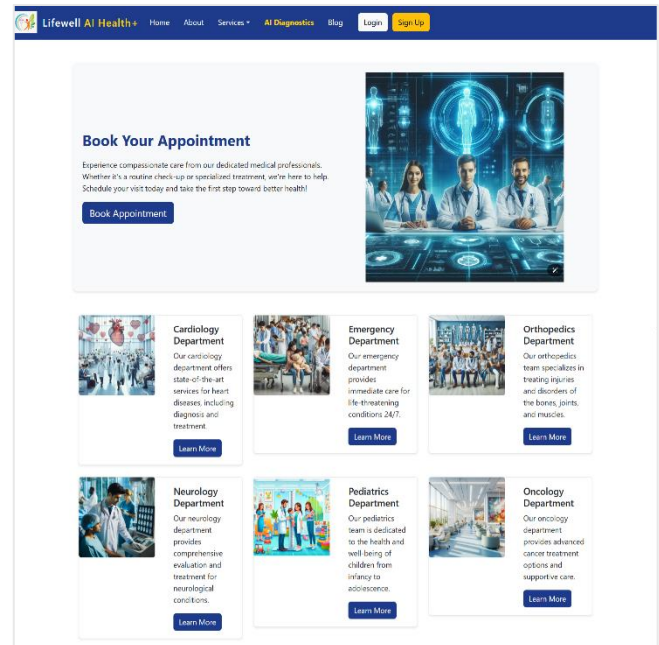 Lifewell AI Health+ Home About Services AI Diagnostics Blog Login Sign Up
Book Your Appointment
Experience compassionate care from our dedicated medical professionals.
Whether it's a routine check-up or specialized treatment, we're here to help.
Schedule your visit today and take the first step toward better health!
Book Appointment
Cardiology
Department
Our cardiology
department offers
state-of-the-art
services for heart
diseases, including
diagnosis and
treatment.
Learn More
Emergency
Department
Our emergency
department
provides
immediate care for
life-threatening
conditions 24/7.
Learn More
Orthopedics
Department
Our orthopedics
team specializes in
treating injuries
and disorders of
the bones, joints,
and muscles.
Learn More
Neurology
Department
Our neurology
department
provides
comprehensive
evaluation and
treatment for
neurological
conditions.
Learn More
Pediatrics
Department
Our pediatrics
team is dedicated
to the health and
well-being of
children from
infancy to
adolescence.
Learn More
Oncology
Department
Our oncology
department
provides advanced
cancer treatment
options and
supportive care.
Learn More